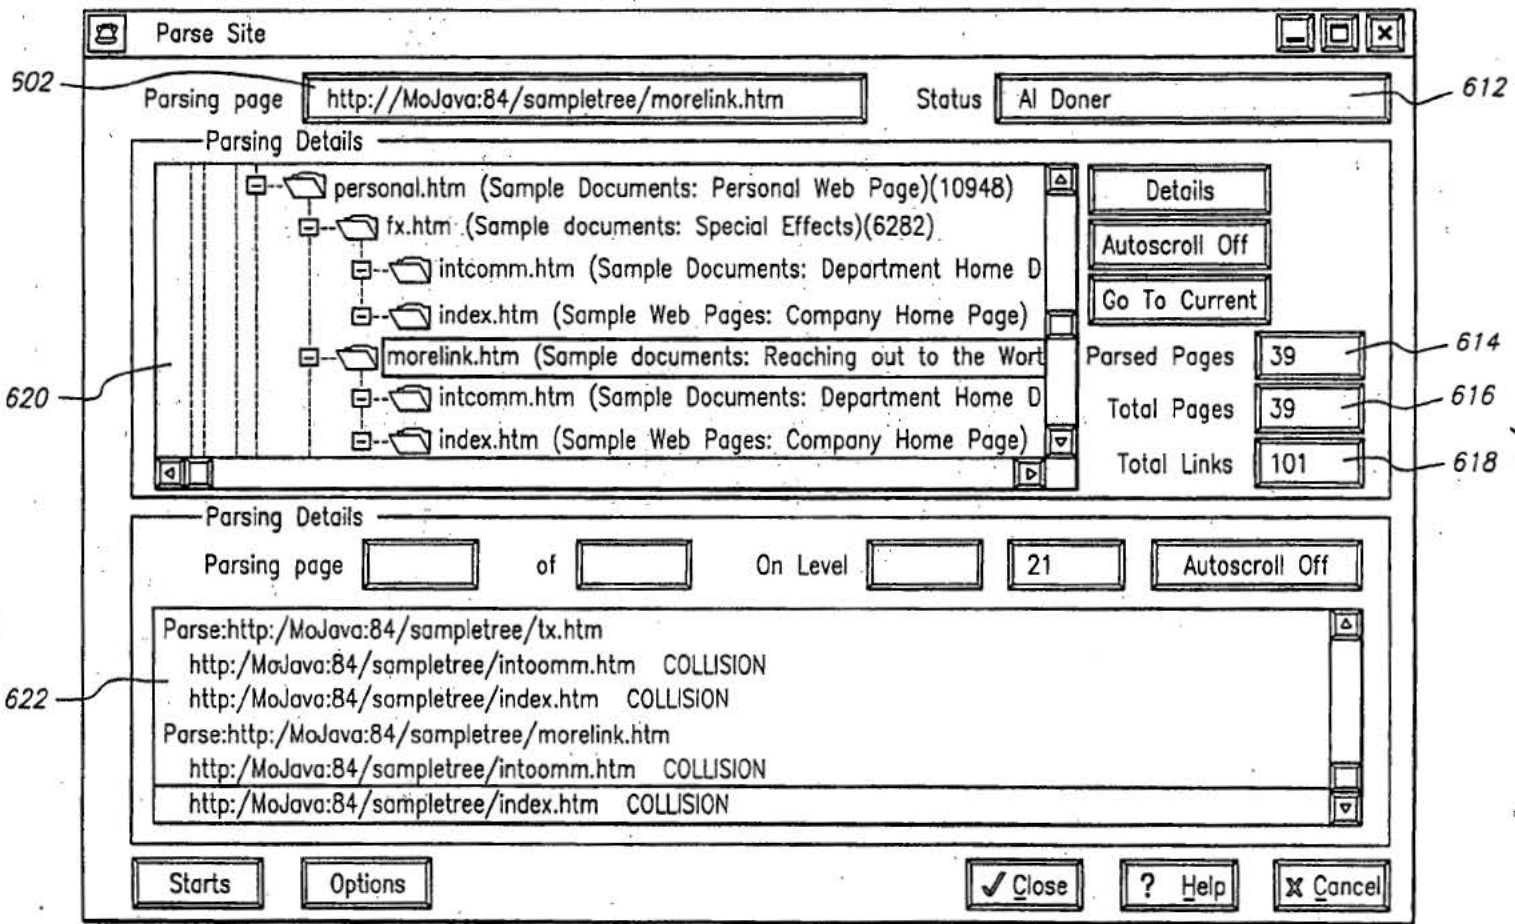 Parse Site
502 Parsing page http://MoJava:84/sampletree/morelink.htm Status Al Doner 612
Parsing Details
personal.htm (Sample Documents: Personal Web Page)(10948) Details
fx.htm (Sample documents: Special Effects)(6282) Autoscroll Off
intcomm.htm (Sample Documents: Department Home D
index.htm (Sample Web Pages: Company Home Page) Go To Current
morelink.htm (Sample documents: Reaching out to the Wort Parsed Pages 39 614
620 intcomm.htm (Sample Documents: Department Home D Total Pages 39 616
index.htm (Sample Web Pages: Company Home Page) Total Links 101 618
Parsing Details
Parsing page of On Level 21 Autoscroll Off
Parse:http:/MoJava:84/sampletree/tx.htm
http:/MoJava:84/sampletree/intoomm.htm COLLISION
622 http:/MoJava:84/sampletree/index.htm COLLISION
Parse:http:/MoJava:84/sampletree/morelink.htm
http:/MoJava:84/sampletree/intoomm.htm COLLISION
http:/MoJava:84/sampletree/index.htm COLLISION
Starts Options ✓ Close ? Help x Cancel